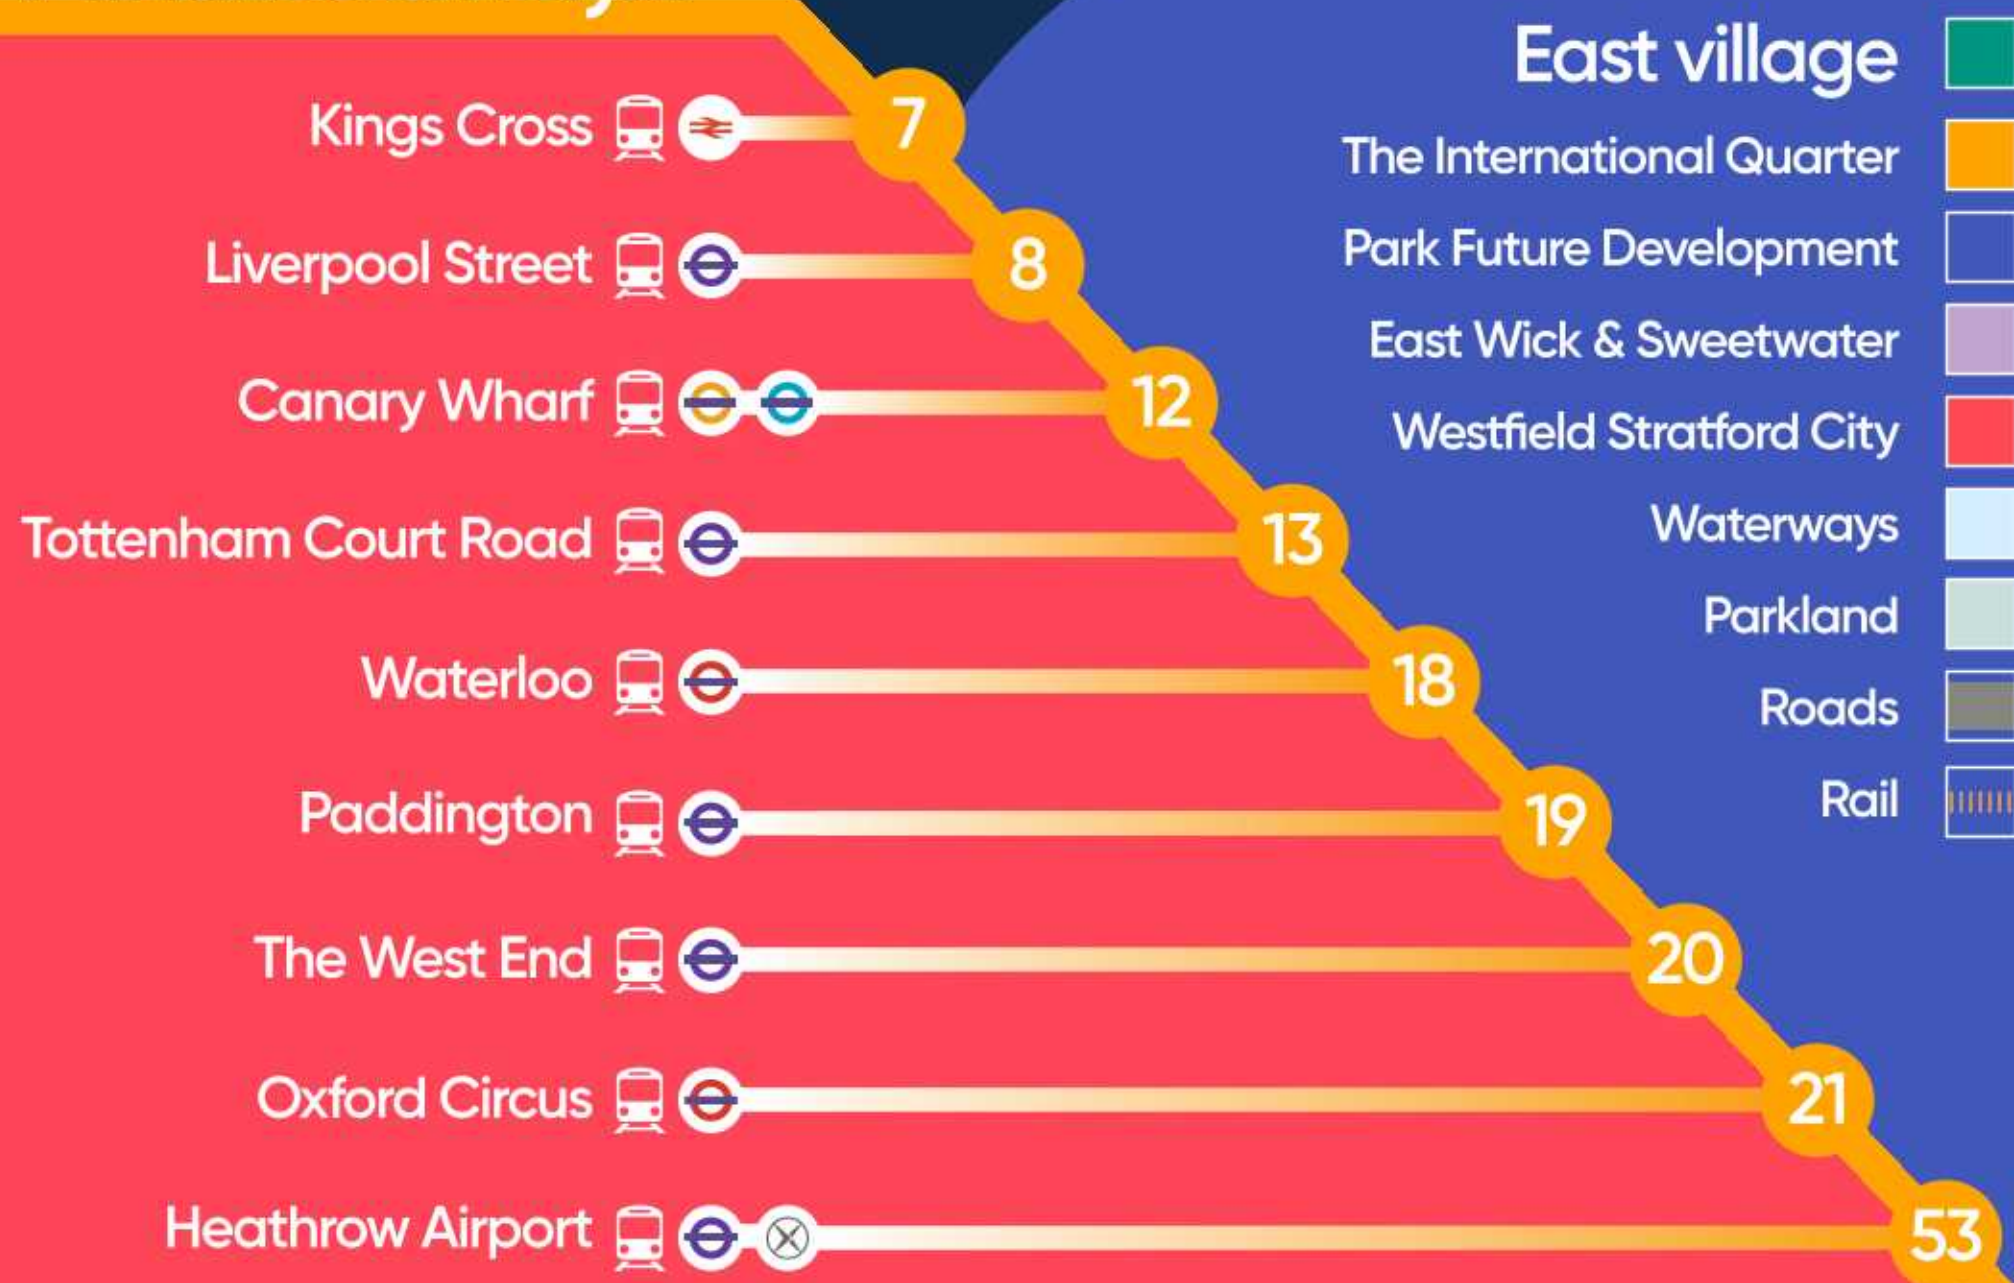 Kings Cross 7
Liverpool Street 8
Canary Wharf 12
Tottenham Court Road 13
Waterloo 18
Paddington 19
The West End 20
Oxford Circus 21
Heathrow Airport 53
East village
The International Quarter
Park Future Development
East Wick & Sweetwater
Westfield Stratford City
Waterways
Parkland
Roads
Rail